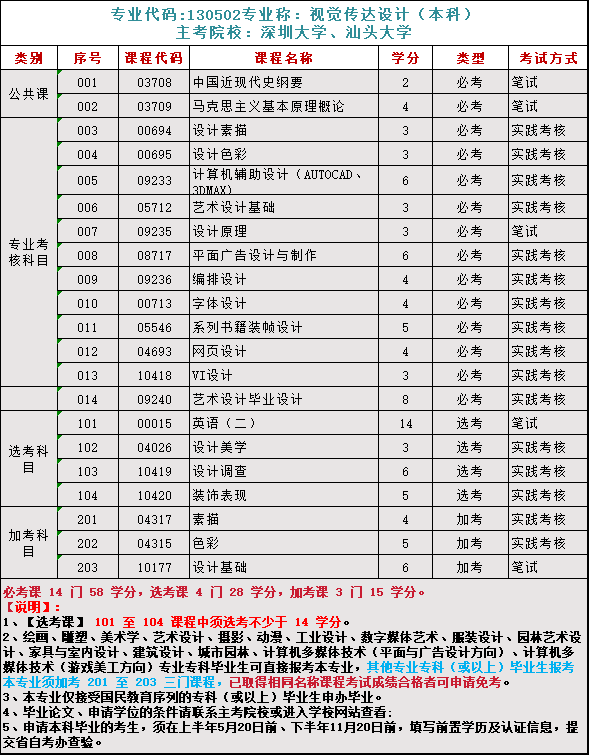 专业代码:130502专业称: 视觉传达设计（本科）
主考院校: 深圳大学、汕头大学
类别 序号 课程代码 课程名称 学分 类型 考试方式
公共课 001 03708 中国近现代史纲要 2 必考 笔试
002 03709 马克思主义基本原理概论 4 必考 笔试
专业考核科目 003 00694 设计素描 3 必考 实践考核
004 00695 设计色彩 3 必考 实践考核
005 09233 计算机辅助设计（AUTOCAD、3DMAX) 6 必考 实践考核
006 05712 艺术设计基础 3 必考 实践考核
007 09235 设计原理 3 必考 笔试
008 08717 平面广告设计与制作 6 必考 实践考核
009 09236 编排设计 4 必考 实践考核
010 00713 字体设计 4 必考 实践考核
011 05546 系列书籍装帧设计 5 必考 实践考核
012 04693 网页设计 4 必考 实践考核
013 10418 VI设计 3 必考 实践考核
014 09240 艺术设计毕业设计 8 必考 实践考核
选考科目 101 00015 英语（二） 14 选考 笔试
102 04026 设计美学 3 选考 实践考核
103 10419 设计调查 6 选考 实践考核
104 10420 装饰表现 5 选考 实践考核
加考科目 201 04317 素描 4 加考 实践考核
202 04315 色彩 5 加考 实践考核
203 10177 设计基础 6 加考 笔试
必考课 14 门 58 学分，选考课 4 门 28 学分，加考课 3 门 15 学分。
【说明】：
1、【选考课】 101 至 104 课程中须选考不少于 14 学分。
2、绘画、雕塑、美术学、艺术设计、摄影、动漫、工业设计、数字媒体艺术、服装设计、园林艺术设
计、家具与室内设计、建筑设计、城市园林、计算机多媒体技术（平面与广告设计方向）、计算机多
媒体技术（游戏美工方向）专业专科毕业生可直接报考本专业，其他专业专科（或以上）毕业生报考
本专业须加考 201 至 203 三门课程，已取得相同名称课程考试成绩合格者可申请免考。
3、本专业仅接受国民教育序列的专科（或以上）毕业生申办毕业。
4、毕业论文、申请学位的条件请联系主考院校或进入学校网站查看;
5、申请本科毕业的考生，须在上半年5月20日前、下半年11月20日前，填写前置学历及认证信息，提
交省自考办查验。